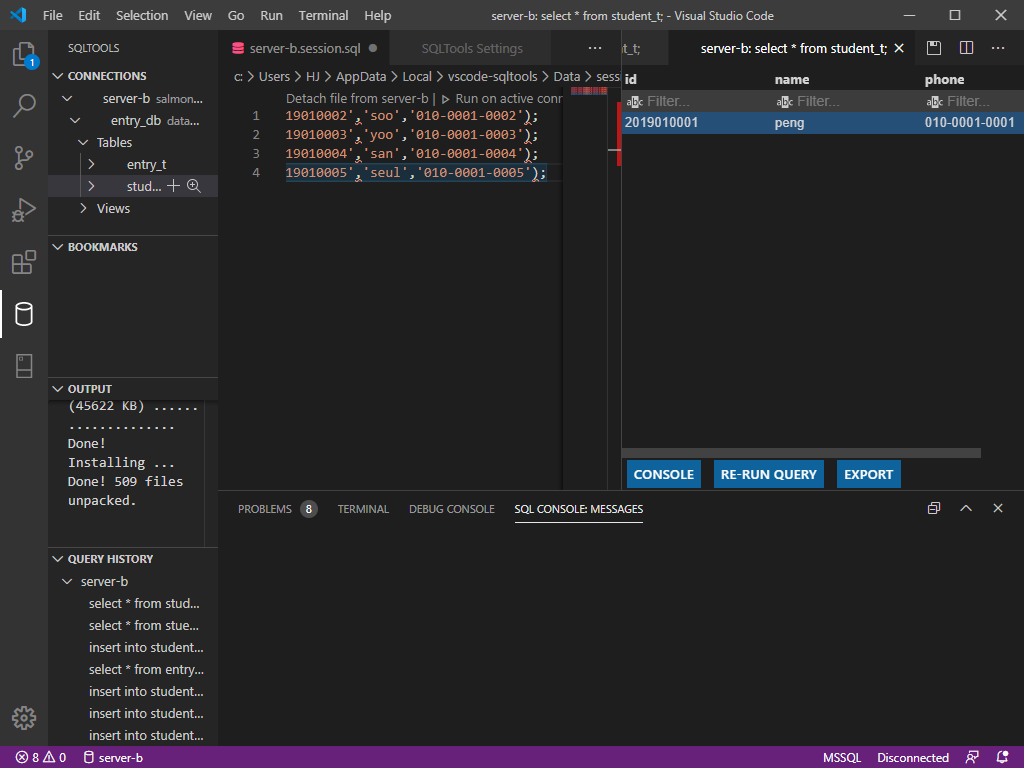 File Edit Selection View Go Run Terminal Help server-b: select * from student_t; - Visual Studio Code
SQLTOOLS
1
CONNECTIONS
server-b salmon...
entry_db data...
Tables
entry_t
stud...
Views
BOOKMARKS
OUTPUT
(45622 KB) ......
..............
Done!
Installing ...
Done! 509 files
unpacked.
QUERY HISTORY
server-b
select * from stud...
select * from stue...
insert into student...
select * from entry...
insert into student...
insert into student...
insert into student...
server-b.session.sql SQLTools Settings ...
c: > Users > HJ > AppData > Local > vscode-sqltools > Data > sess
Detach file from server-b | Run on active conr
1 19010002','soo','010-0001-0002');
2 19010003','yoo','010-0001-0003');
3 19010004','san','010-0001-0004');
4 19010005','seul','010-0001-0005');
it_t; server-b: select * from student_t; ...
id name phone
abc Filter... abc Filter... abc Filter...
2019010001 peng 010-0001-0001
CONSOLE RE-RUN QUERY EXPORT
PROBLEMS 8 TERMINAL DEBUG CONSOLE SQL CONSOLE: MESSAGES
8 0 server-b MSSQL Disconnected